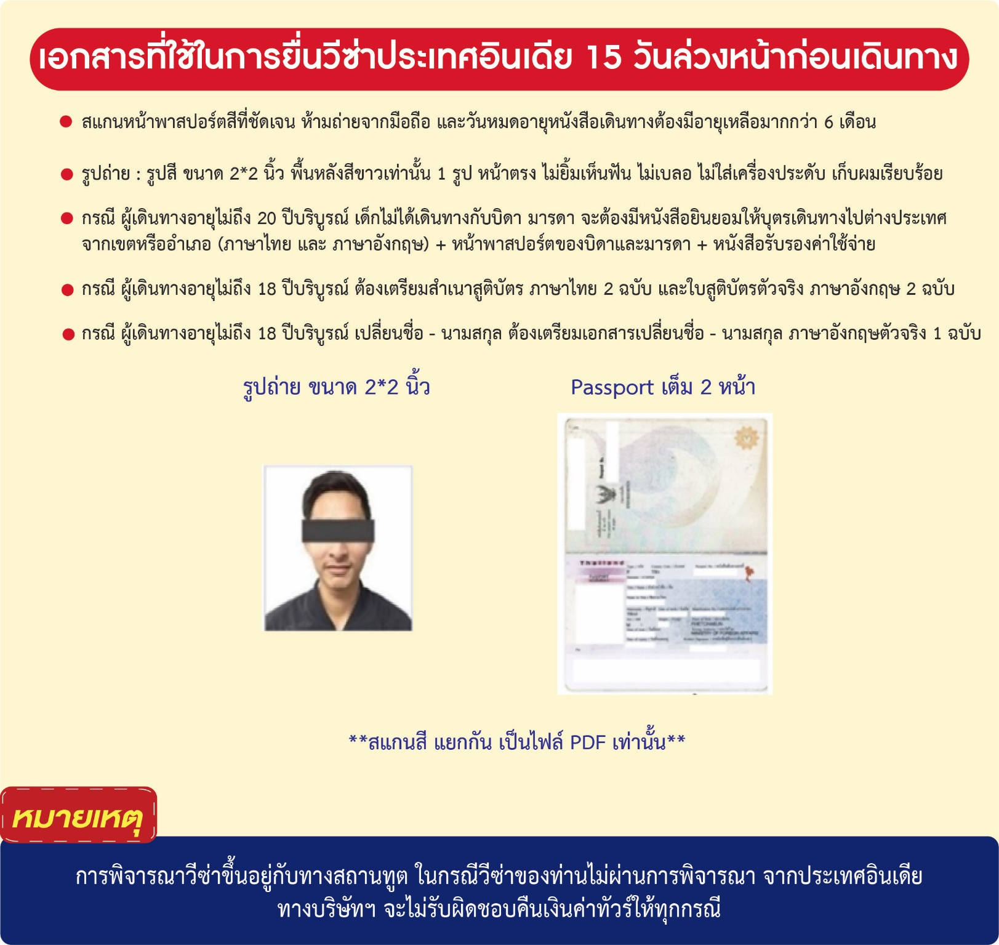 เอกสารที่ใช้ในการยื่นวีซ่าประเทศอินเดีย 15 วันล่วงหน้าก่อนเดินทาง
สแกนหน้าพาสปอร์ตสีที่ชัดเจน ห้ามถ่ายจากมือถือ และวันหมดอายุหนังสือเดินทางต้องมีอายุเหลือมากกว่า 6 เดือน
รูปถ่าย : รูปสี ขนาด 2*2 นิ้ว พื้นหลังสีขาวเท่านั้น 1 รูป หน้าตรง ไม่ยิ้มเห็นฟัน ไม่เบลอ ไม่ใส่เครื่องประดับ เก็บผมเรียบร้อย
กรณี ผู้เดินทางอายุไม่ถึง 20 ปีบริบูรณ์ เด็กไม่ได้เดินทางกับบิดา มารดา จะต้องมีหนังสือยินยอมให้บุตรเดินทางไปต่างประเทศ
จากเขตหรืออำเภอ (ภาษาไทย และ ภาษาอังกฤษ) + หน้าพาสปอร์ตของบิดาและมารดา + หนังสือรับรองค่าใช้จ่าย
กรณี ผู้เดินทางอายุไม่ถึง 18 ปีบริบูรณ์ ต้องเตรียมสำเนาสูติบัตร ภาษาไทย 2 ฉบับ และใบสูติบัตรตัวจริง ภาษาอังกฤษ 2 ฉบับ
กรณี ผู้เดินทางอายุไม่ถึง 18 ปีบริบูรณ์ เปลี่ยนชื่อ - นามสกุล ต้องเตรียมเอกสารเปลี่ยนชื่อ - นามสกุล ภาษาอังกฤษตัวจริง 1 ฉบับ
รูปถ่าย ขนาด 2*2 นิ้ว
Passport เต็ม 2 หน้า
Thailand
MINISTRY OF FOREIGN AFFAIRS
**สแกนสี แยกกัน เป็นไฟล์ PDF เท่านั้น**
หมายเหตุ
การพิจารณาวีซ่าขึ้นอยู่กับทางสถานทูต ในกรณีวีซ่าของท่านไม่ผ่านการพิจารณา จากประเทศอินเดีย
ทางบริษัทฯ จะไม่รับผิดชอบคืนเงินค่าทัวร์ให้ทุกกรณี